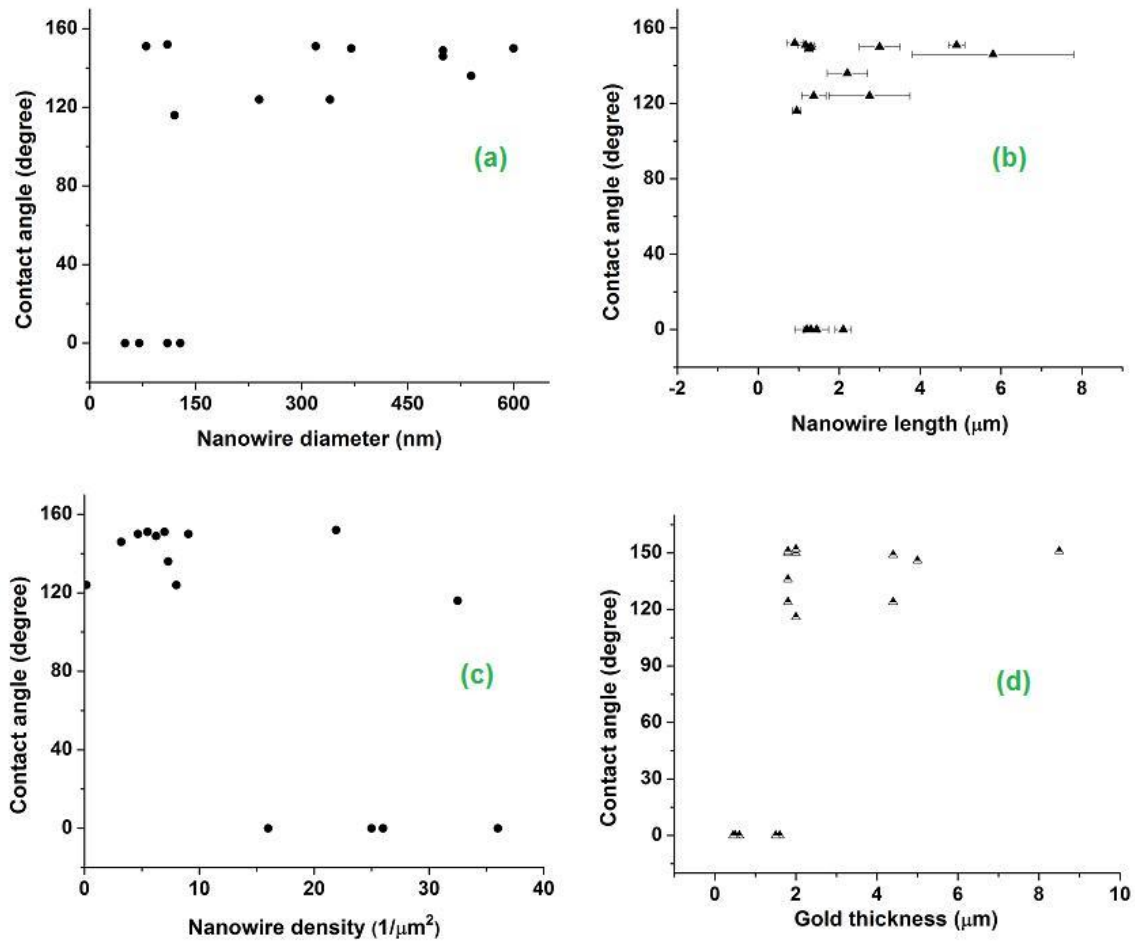 160
120
80
40
0
Contact angle (degree)
(a)
0 150 300 450 600
Nanowire diameter (nm)
160
120
80
40
0
Contact angle (degree)
(b)
-2 0 2 4 6 8
Nanowire length (μm)
160
120
80
40
0
Contact angle (degree)
(c)
0 10 20 30 40
Nanowire density (1/μm²)
150
120
90
60
30
0
Contact angle (degree)
(d)
0 2 4 6 8 10
Gold thickness (μm)